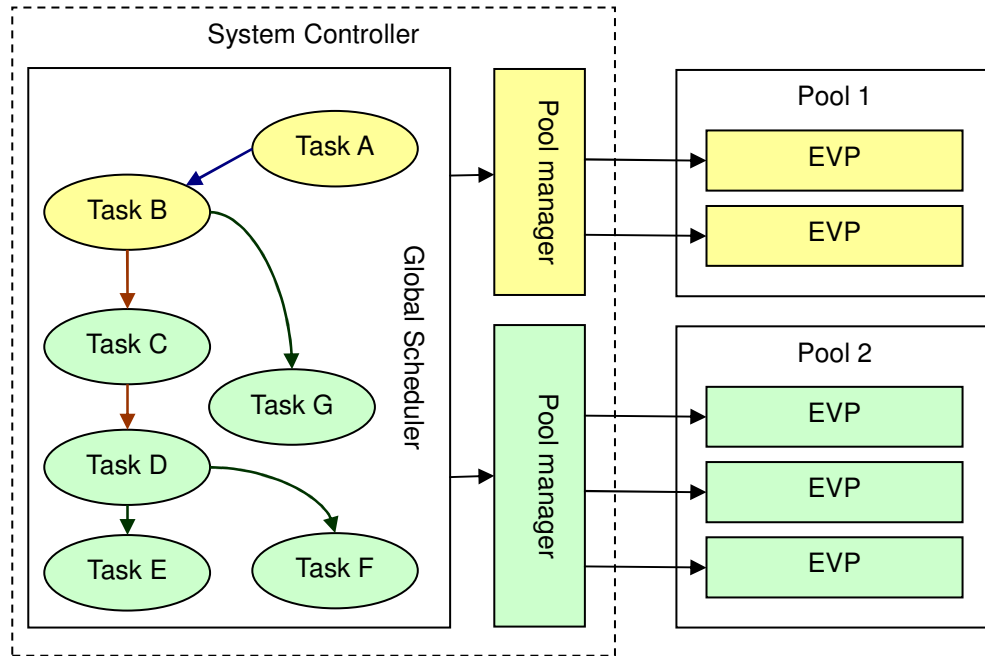 System Controller
Task A
Task B
Task C
Task G
Task D
Task E
Task F
Global Scheduler
Pool manager
Pool manager
Pool 1
EVP
EVP
Pool 2
EVP
EVP
EVP